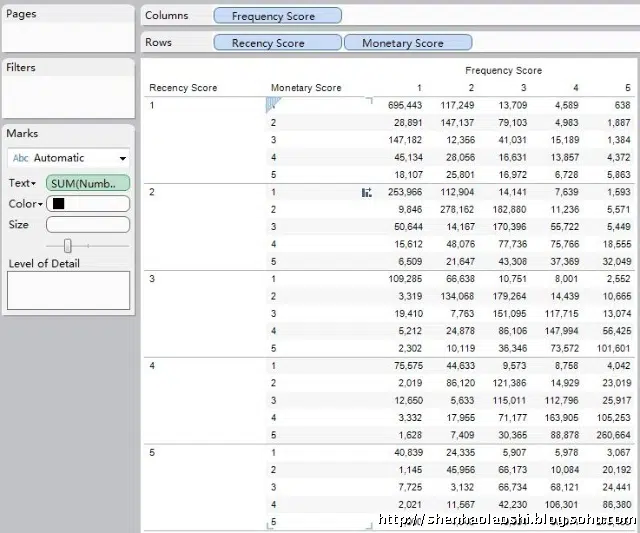 Pages
Columns
Frequency Score
Rows
Recency Score
Monetary Score
Filters
Marks
Abc Automatic
Text
SUM(Numb..
Color
Size
Level of Detail
Frequency Score
Recency Score Monetary Score 1 2 3 4 5
1 695,443 117,249 13,709 4,589 638
2 28,891 147,137 79,103 4,983 1,887
3 147,182 12,356 41,031 15,189 1,384
4 45,134 28,056 16,631 13,857 4,372
5 18,107 25,801 16,972 6,728 5,863
2 1 253,966 112,904 14,141 7,639 1,593
2 9,846 278,162 182,880 11,236 5,571
3 50,644 14,167 170,396 55,722 5,449
4 15,612 48,076 77,736 75,766 18,555
5 6,509 21,647 43,308 37,369 32,049
3 1 109,285 66,638 10,751 8,001 2,552
2 3,319 134,068 179,264 14,439 10,665
3 19,410 7,763 151,095 117,715 13,074
4 5,212 24,878 86,106 147,994 56,425
5 2,302 10,119 36,346 73,572 101,601
4 1 75,575 44,633 9,573 8,758 4,042
2 2,019 86,120 121,386 14,929 23,019
3 12,650 5,633 115,011 112,796 25,917
4 3,332 17,955 71,177 163,905 105,253
5 1,628 7,409 30,365 88,878 260,664
5 1 40,839 24,335 5,907 5,978 3,067
2 1,145 45,956 66,173 10,084 20,192
3 7,725 3,132 66,734 68,121 24,441
4 2,021 11,567 42,230 106,301 86,380
5
http://shenhaolaoshi.blog.sohu.com